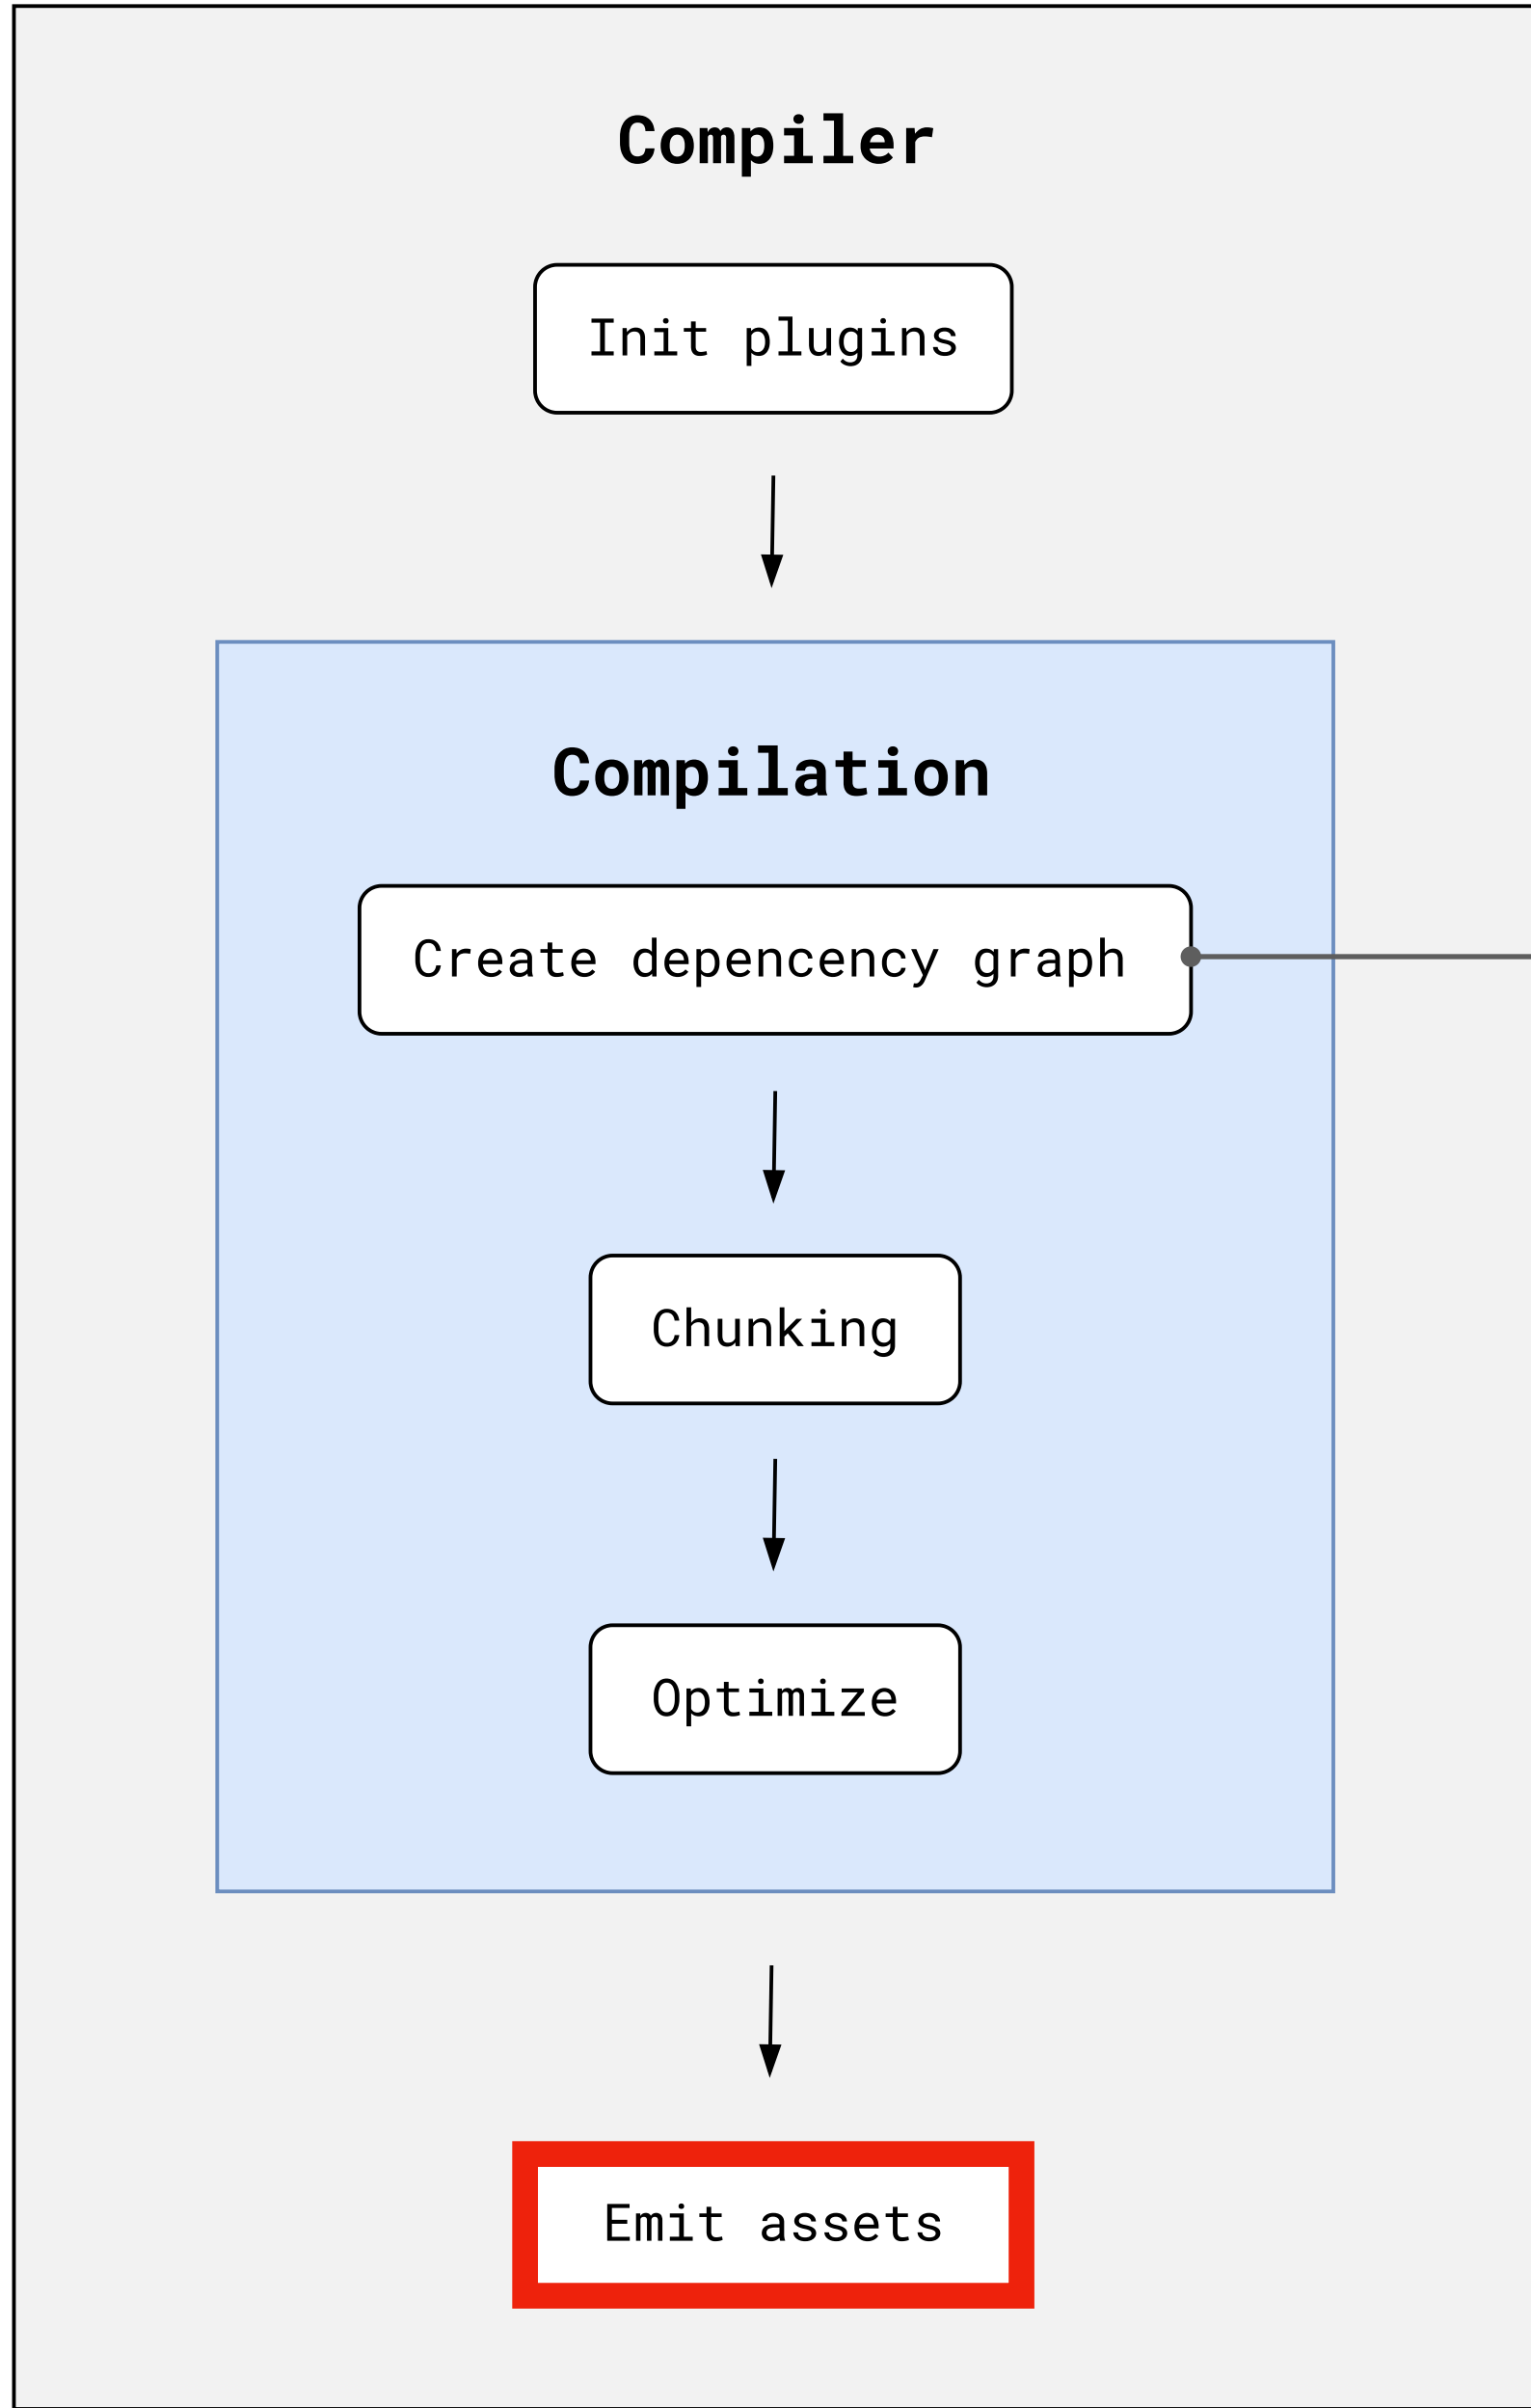 Compiler
Init plugins
Compilation
Create depencency graph
Chunking
Optimize
Emit assets